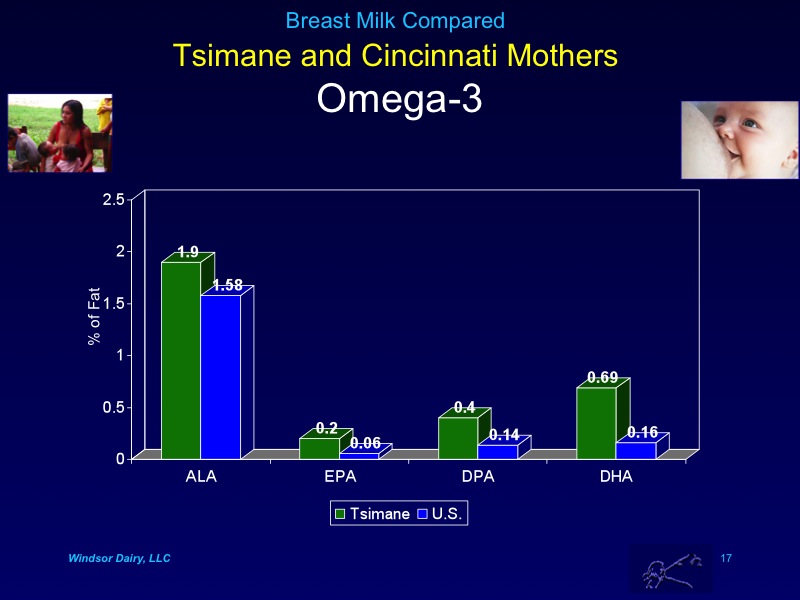 Breast Milk Compared
Tsimane and Cincinnati Mothers
Omega-3
2.5
2
1.5
1
0.5
0
% of Fat
1.9
1.58
0.2
0.06
0.4
0.14
0.69
0.16
ALA EPA DPA DHA
Tsimane U.S.
Windsor Dairy, LLC
17